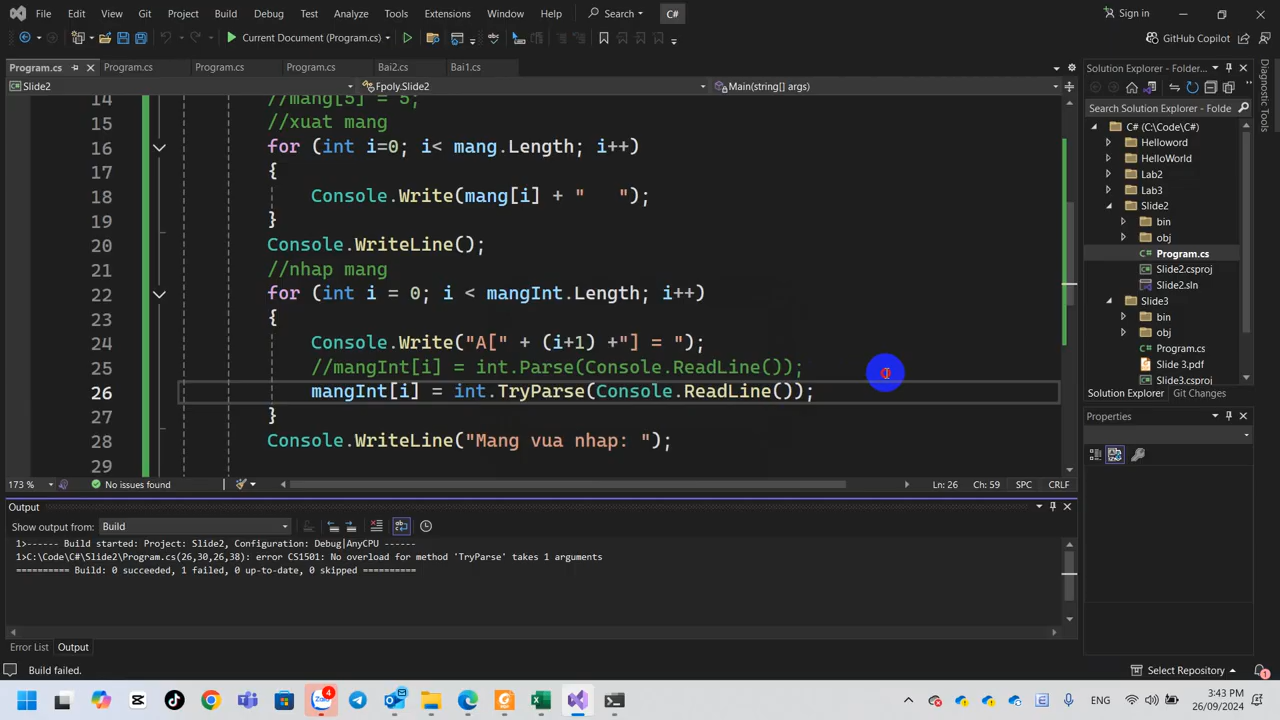 File Edit View Git Project Build Debug Test Analyze Tools Extensions Window Help Search C# Sign in
Current Document (Program.cs) GitHub Copilot
Program.cs Program.cs Program.cs Program.cs Bai2.cs Bai1.cs
Slide2 Fpoly.Slide2 Main(string[] args)
14 //mang[5] = 5;
15 //xuat mang
16 for (int i=0; i< mang.Length; i++)
17 {
18 Console.Write(mang[i] + "   ");
19 }
20 Console.WriteLine();
21 //nhap mang
22 for (int i = 0; i < mangInt.Length; i++)
23 {
24 Console.Write("A[" + (i+1) +"] = ");
25 //mangInt[i] = int.Parse(Console.ReadLine());
26 mangInt[i] = int.TryParse(Console.ReadLine());
27 }
28 Console.WriteLine("Mang vua nhap: ");
29
173 % No issues found Ln: 26 Ch: 59 SPC CRLF
Output
Show output from: Build
1>------ Build started: Project: Slide2, Configuration: Debug|AnyCPU ------
1>C:\Code\C#\Slide2\Program.cs(26,30,26,38): error CS1501: No overload for method 'TryParse' takes 1 arguments
========== Build: 0 succeeded, 1 failed, 0 up-to-date, 0 skipped ==========
Error List Output
Build failed.
Solution Explorer - Folder...
Search Solution Explorer - Folde
C# (C:\Code\C#)
Helloword
HelloWorld
Lab2
Lab3
Slide2
bin
obj
C# Program.cs
Slide2.csproj
Slide2.sln
Slide3
bin
obj
C# Program.cs
Slide 3.pdf
Slide3.csproj
Solution Explorer Git Changes
Properties
Diagnostic Tools
Select Repository
1
Zalo 4
ENG 3:43 PM
26/09/2024